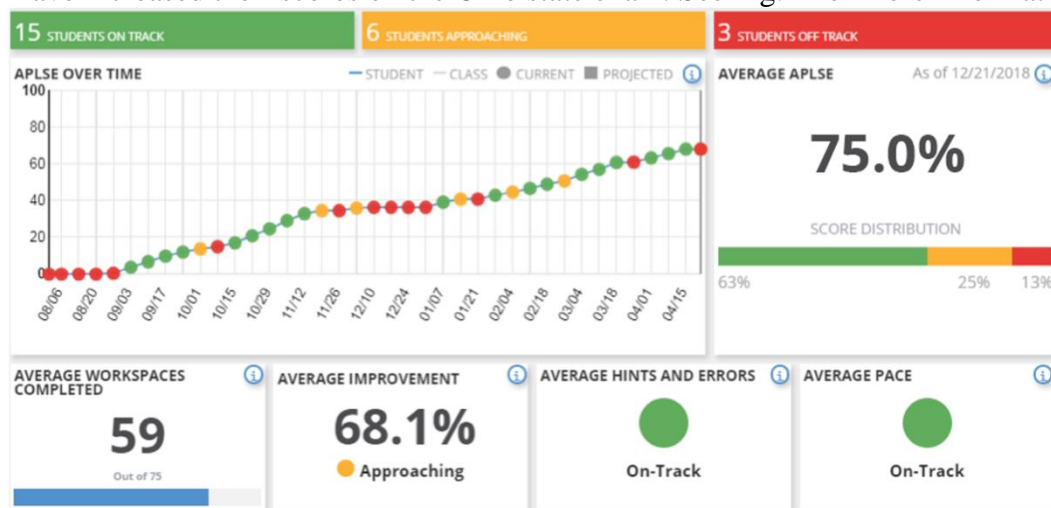 15 STUDENTS ON TRACK
6 STUDENTS APPROACHING
3 STUDENTS OFF TRACK
APLSE OVER TIME
STUDENT CLASS CURRENT PROJECTED
100
80
60
40
20
0
08/06 08/20 09/03 09/17 10/01 10/15 10/29 11/12 11/26 12/10 12/24 01/07 01/21 02/04 02/18 03/04 03/18 04/01 04/15
AVERAGE APLSE As of 12/21/2018
75.0%
SCORE DISTRIBUTION
63% 25% 13%
AVERAGE WORKSPACES
COMPLETED
59
Out of 75
AVERAGE IMPROVEMENT
68.1%
Approaching
AVERAGE HINTS AND ERRORS
On-Track
AVERAGE PACE
On-Track